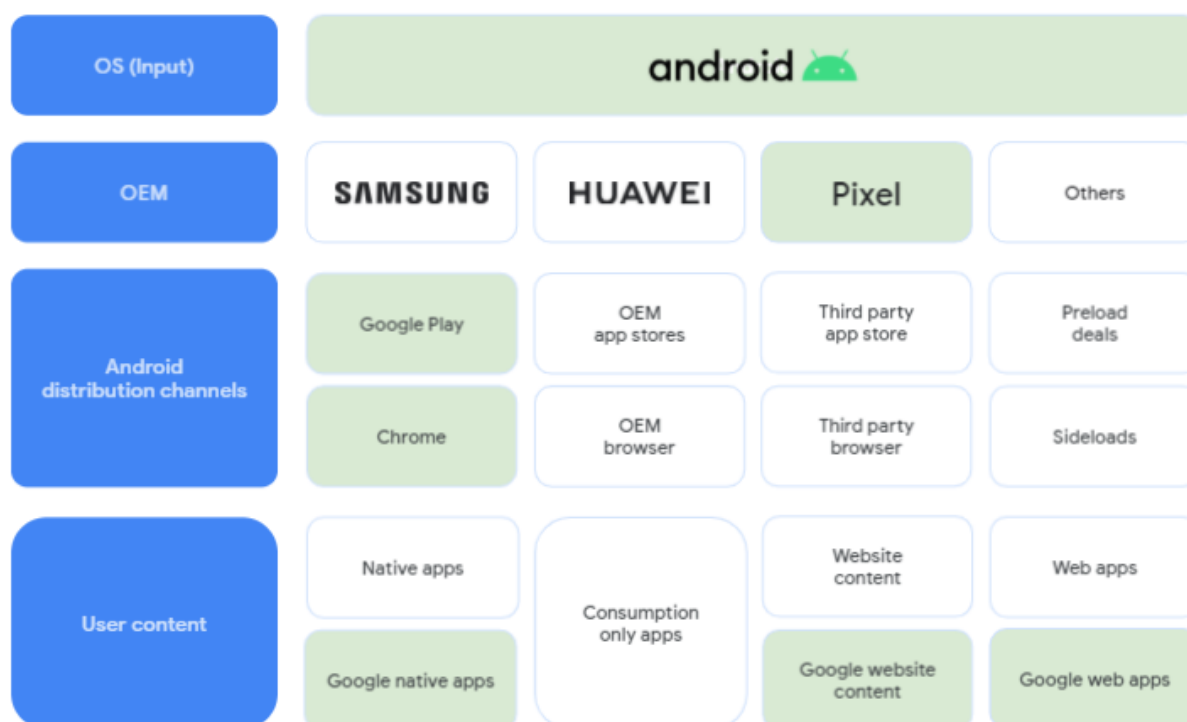 OS (Input)
android
OEM
SAMSUNG
HUAWEI
Pixel
Others
Android
distribution channels
Google Play
OEM
app stores
Third party
app store
Preload
deals
Chrome
OEM
browser
Third party
browser
Sideloads
User content
Native apps
Consumption
only apps
Website
content
Web apps
Google native apps
Google website
content
Google web apps